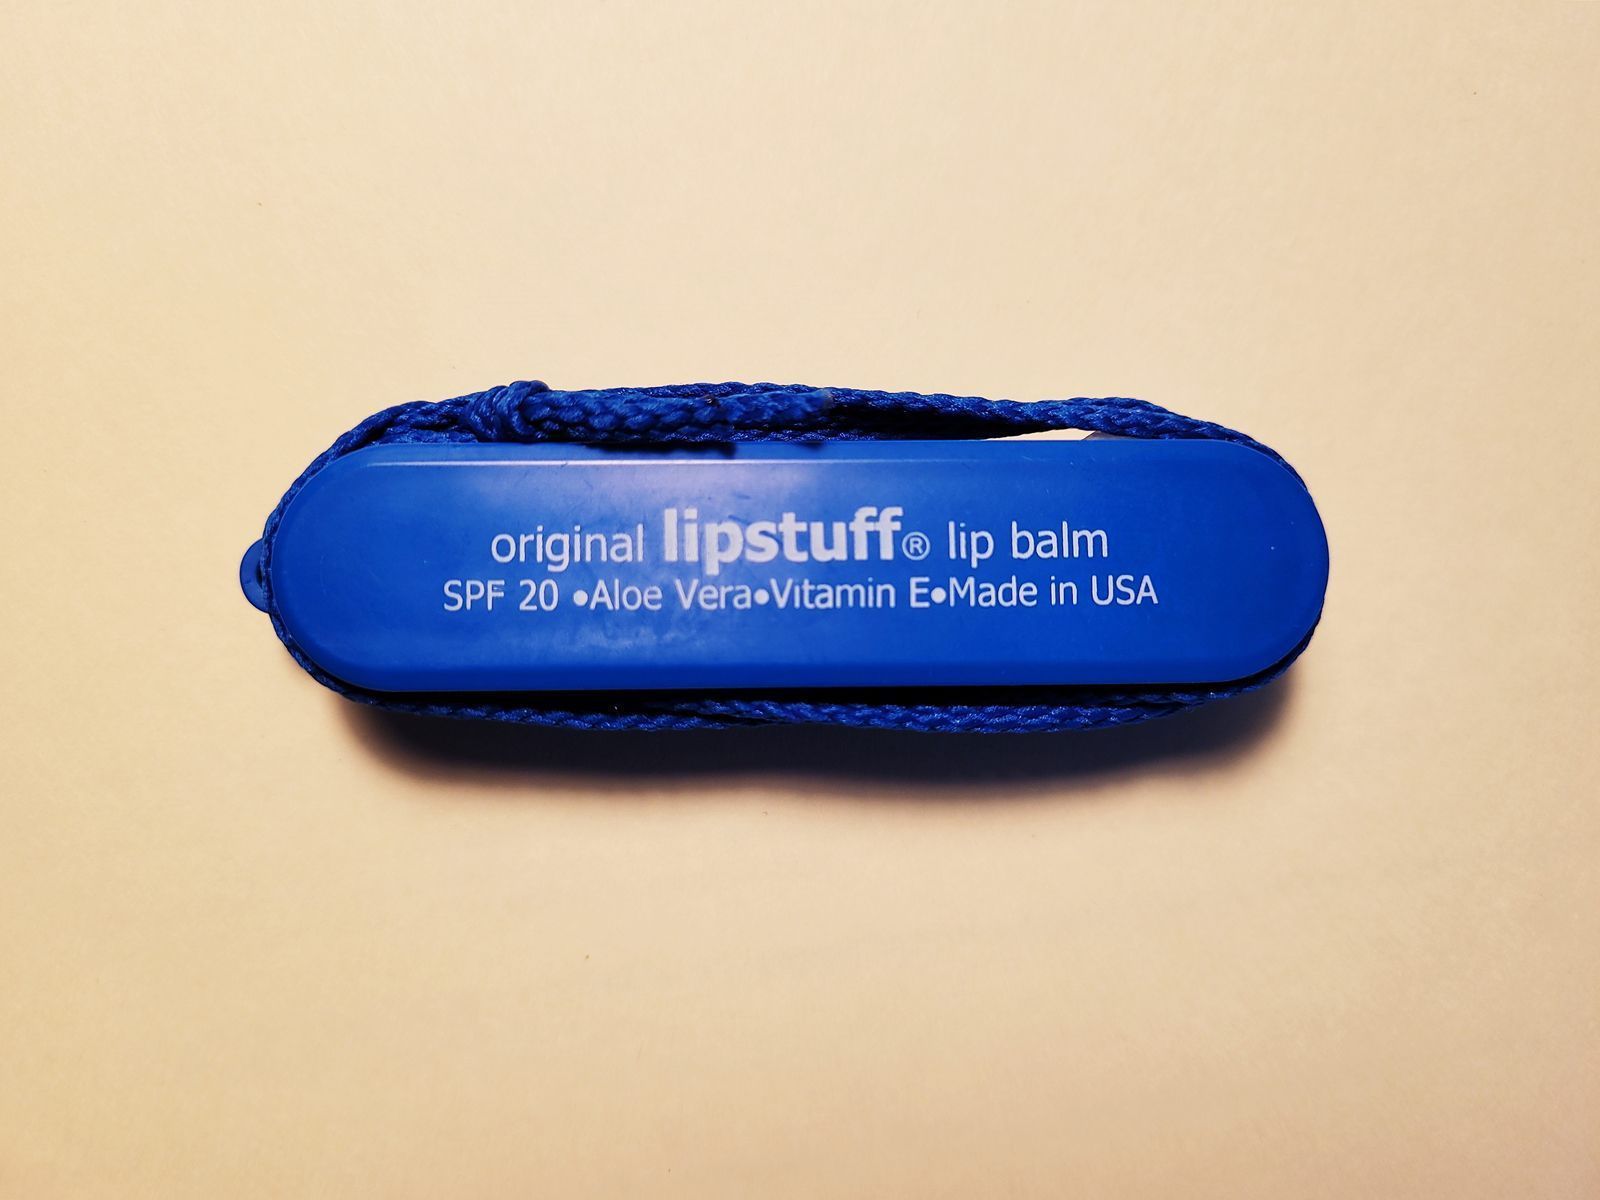 original lipstuff® lip balm
SPF 20 •Aloe Vera•Vitamin E•Made in USA